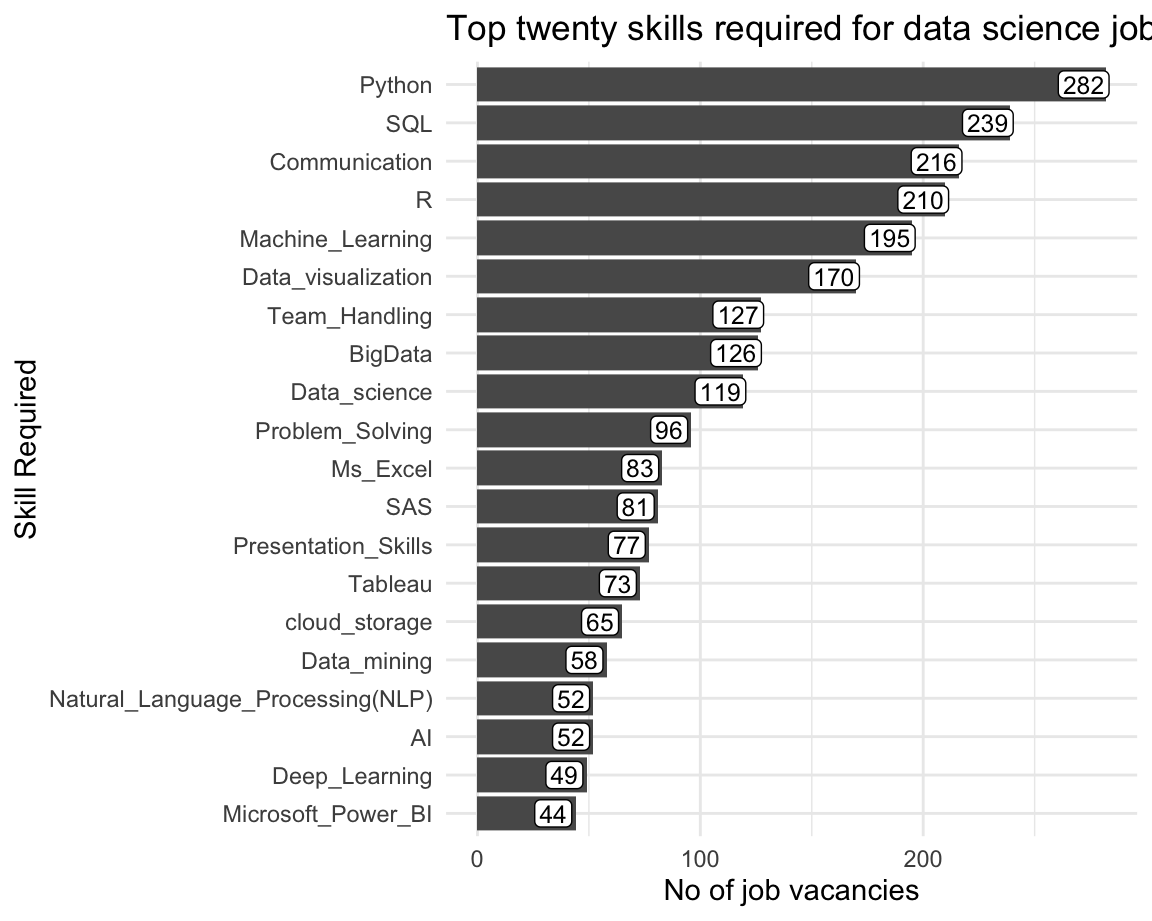 Top twenty skills required for data science job
Python 282
SQL 239
Communication 216
R 210
Machine_Learning 195
Data_visualization 170
Team_Handling 127
BigData 126
Data_science 119
Problem_Solving 96
Ms_Excel 83
SAS 81
Presentation_Skills 77
Tableau 73
cloud_storage 65
Data_mining 58
Natural_Language_Processing(NLP) 52
AI 52
Deep_Learning 49
Microsoft_Power_BI 44
Skill Required
0 100 200
No of job vacancies